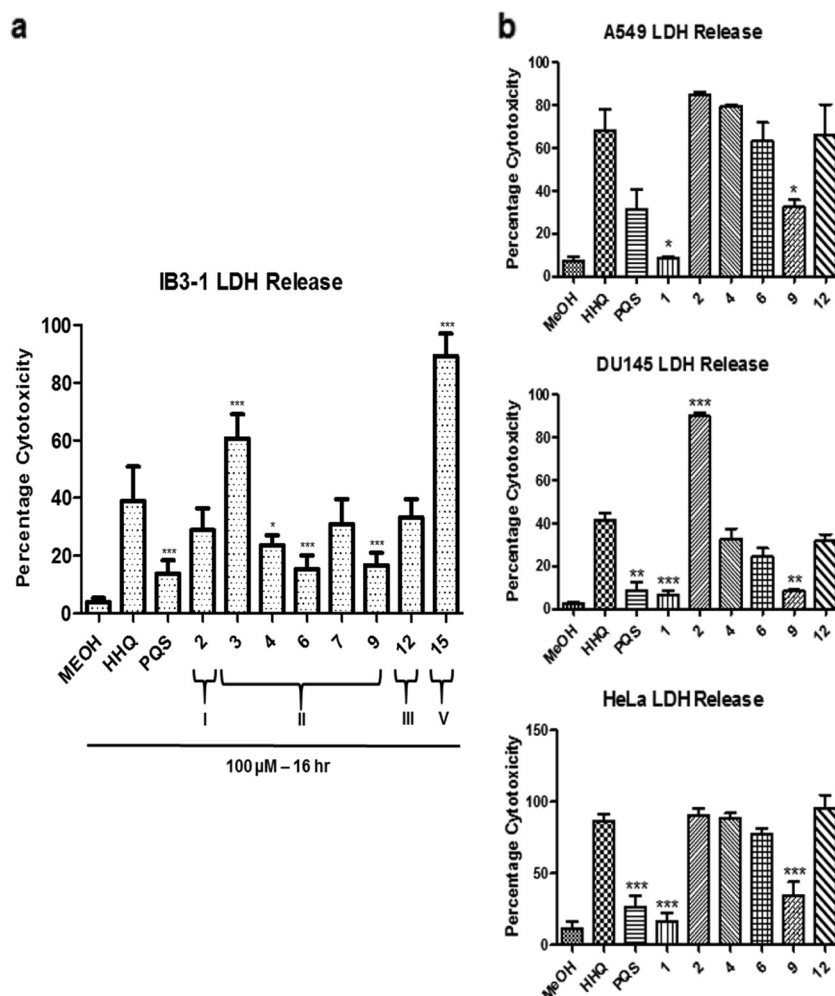 a
IB3-1 LDH Release
Percentage Cytotoxicity
100
80
60
40
20
0
***
***
*
***
***
***
MEOH
HHQ
PQS
2
3
4
6
7
9
12
15
I
II
III
V
100 µM – 16 hr
b
A549 LDH Release
Percentage Cytotoxicity
100
80
60
40
20
0
*
*
MeOH
HHQ
PQS
1
2
4
6
9
12
DU145 LDH Release
Percentage Cytotoxicity
100
80
60
40
20
0
**
***
***
**
MeOH
HHQ
PQS
1
2
4
6
9
12
HeLa LDH Release
Percentage Cytotoxicity
150
100
50
0
***
***
***
MeOH
HHQ
PQS
1
2
4
6
9
12